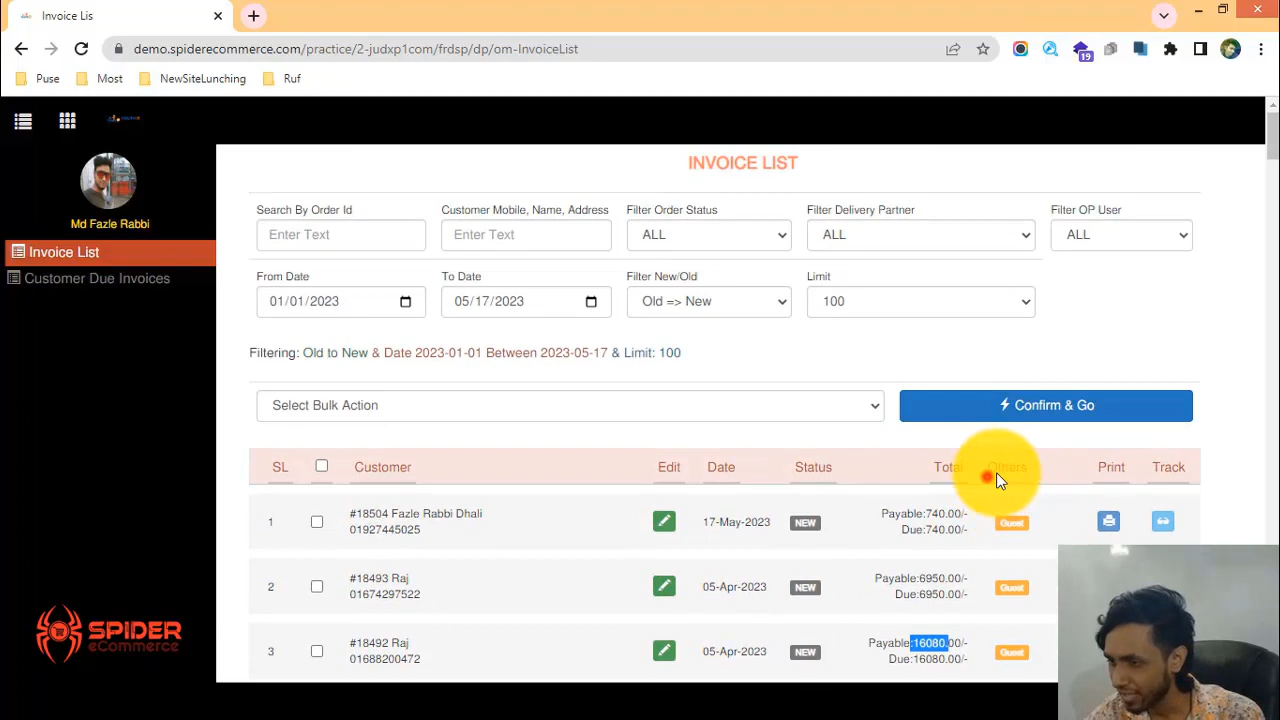 Invoice Lis
demo.spiderecommerce.com/practice/2-judxp1com/frdsp/dp/om-InvoiceList
19
Puse Most NewSiteLunching Ruf
Md Fazle Rabbi
Invoice List
Customer Due Invoices
SPIDER
eCommerce
INVOICE LIST
Search By Order Id Customer Mobile, Name, Address Filter Order Status Filter Delivery Partner Filter OP User
Enter Text Enter Text ALL ALL ALL
From Date To Date Filter New/Old Limit
01/01/2023 05/17/2023 Old => New 100
Filtering: Old to New & Date 2023-01-01 Between 2023-05-17 & Limit: 100
Select Bulk Action Confirm & Go
SL Customer Edit Date Status Total Others Print Track
1 #18504 Fazle Rabbi Dhali 17-May-2023 NEW Payable:740.00/- Guest
01927445025 Due:740.00/-
2 #18493 Raj 05-Apr-2023 NEW Payable:6950.00/- Guest
01674297522 Due:6950.00/-
3 #18492 Raj 05-Apr-2023 NEW Payable:16080.00/- Guest
01688200472 Due:16080.00/-